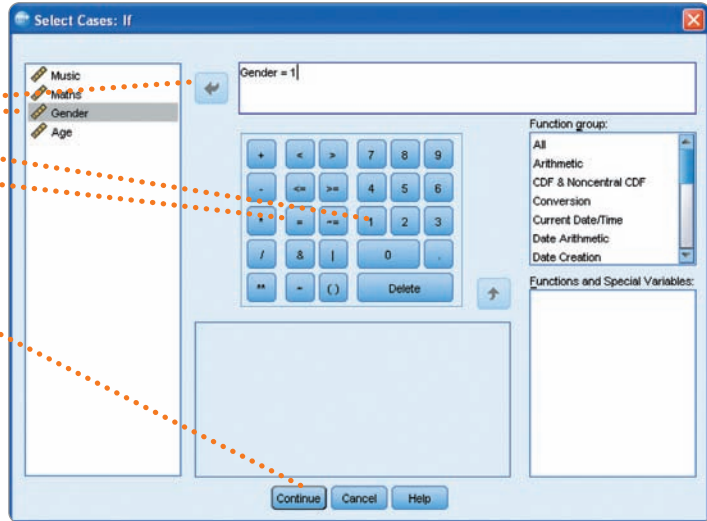 Select Cases: If
Music
Maths
Gender
Age
Gender = 1
+ < > 7 8 9
- <= >= 4 5 6
* = ~= 1 2 3
/ & | 0 .
** ~ ( ) Delete
Function group:
All
Arithmetic
CDF & Noncentral CDF
Conversion
Current Date/Time
Date Arithmetic
Date Creation
Functions and Special Variables:
Continue Cancel Help